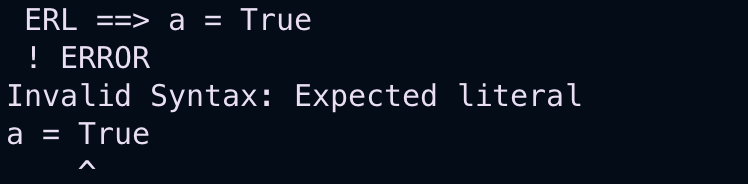 ERL ==> a = True
! ERROR
Invalid Syntax: Expected literal
a = True
^